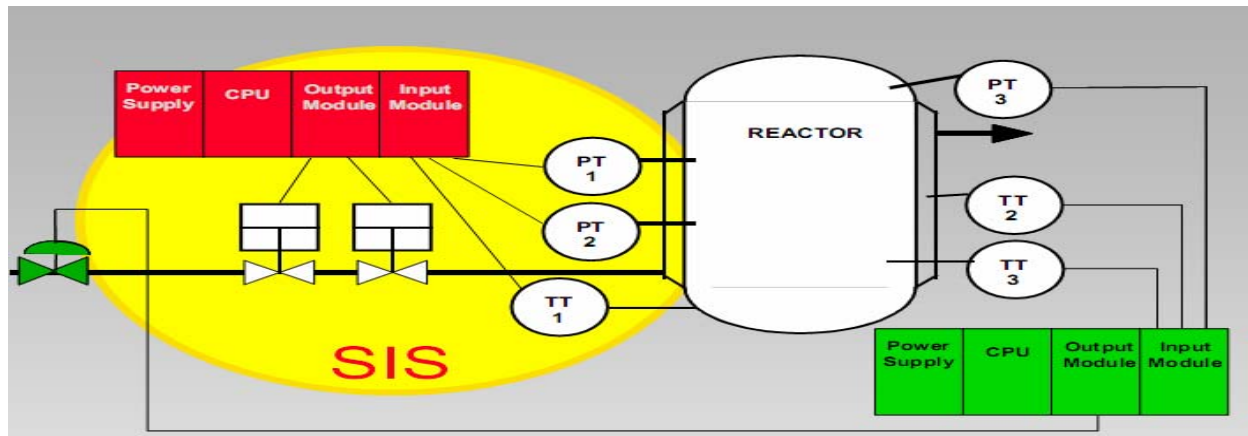 Power
Supply
CPU
Output
Module
Input
Module
PT
3
REACTOR
PT
1
PT
2
TT
2
TT
3
TT
1
SIS
Power
Supply
CPU
Output
Module
Input
Module